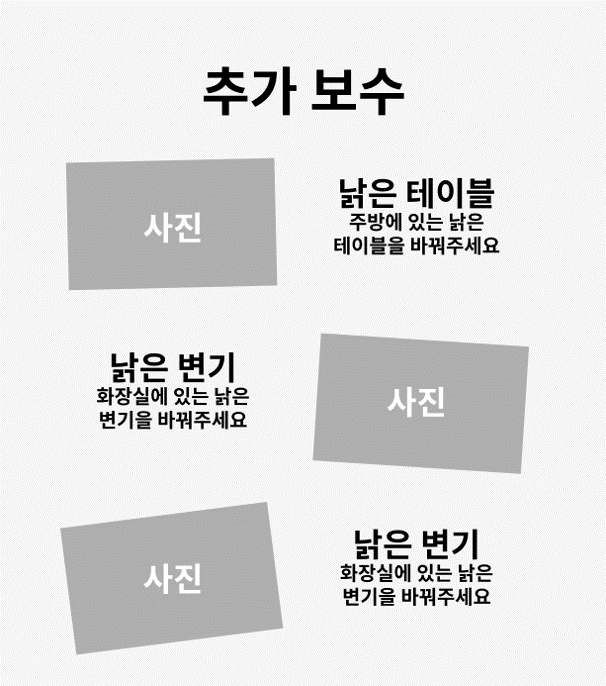 추가 보수
사진
낡은 테이블
주방에 있는 낡은
테이블을 바꿔주세요
낡은 변기
화장실에 있는 낡은
변기을 바꿔주세요
사진
사진
낡은 변기
화장실에 있는 낡은
변기을 바꿔주세요